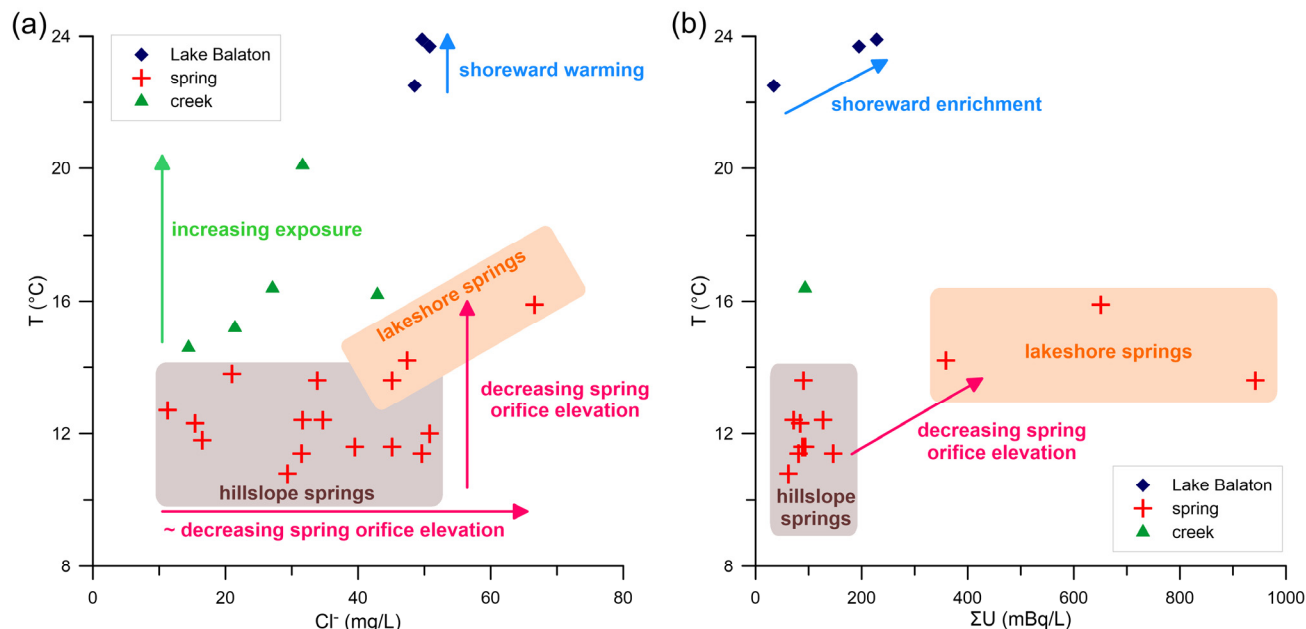 (a)
24
20
16
12
8
T (°C)
Lake Balaton
spring
creek
shoreward warming
increasing exposure
lakeshore springs
decreasing spring
orifice elevation
hillslope springs
~ decreasing spring orifice elevation
0
20
40
60
80
Cl⁻ (mg/L)
(b)
24
20
16
12
8
T (°C)
shoreward enrichment
lakeshore springs
decreasing spring
orifice elevation
hillslope
springs
Lake Balaton
spring
creek
0
200
400
600
800
1000
ΣU (mBq/L)